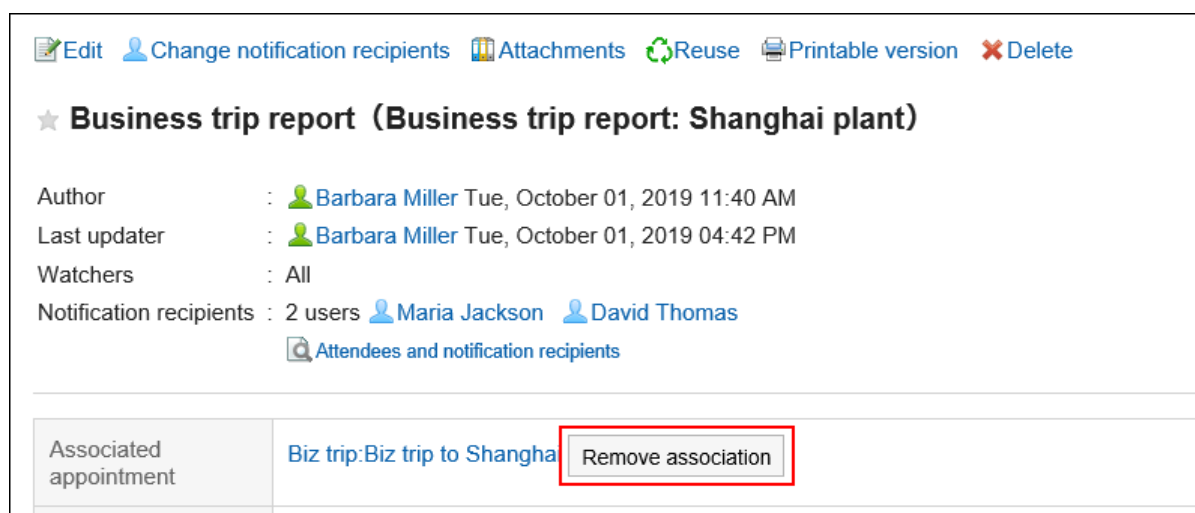 Edit Change notification recipients Attachments Reuse Printable version Delete
Business trip report（Business trip report: Shanghai plant）
Author : Barbara Miller Tue, October 01, 2019 11:40 AM
Last updater : Barbara Miller Tue, October 01, 2019 04:42 PM
Watchers : All
Notification recipients : 2 users Maria Jackson David Thomas
Attendees and notification recipients
Associated appointment
Biz trip:Biz trip to Shanghai Remove association